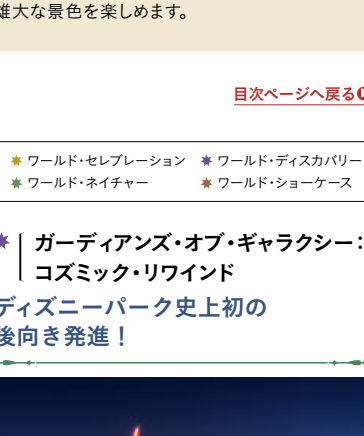 雄大な景色を楽しめます。
目次ページへ戻る
ワールド・セレブレーション ワールド・ディスカバリー
ワールド・ネイチャー ワールド・ショーケース
ガーディアンズ・オブ・ギャラクシー：
コズミック・リワインド
ディズニーパーク史上初の
後向き発進！